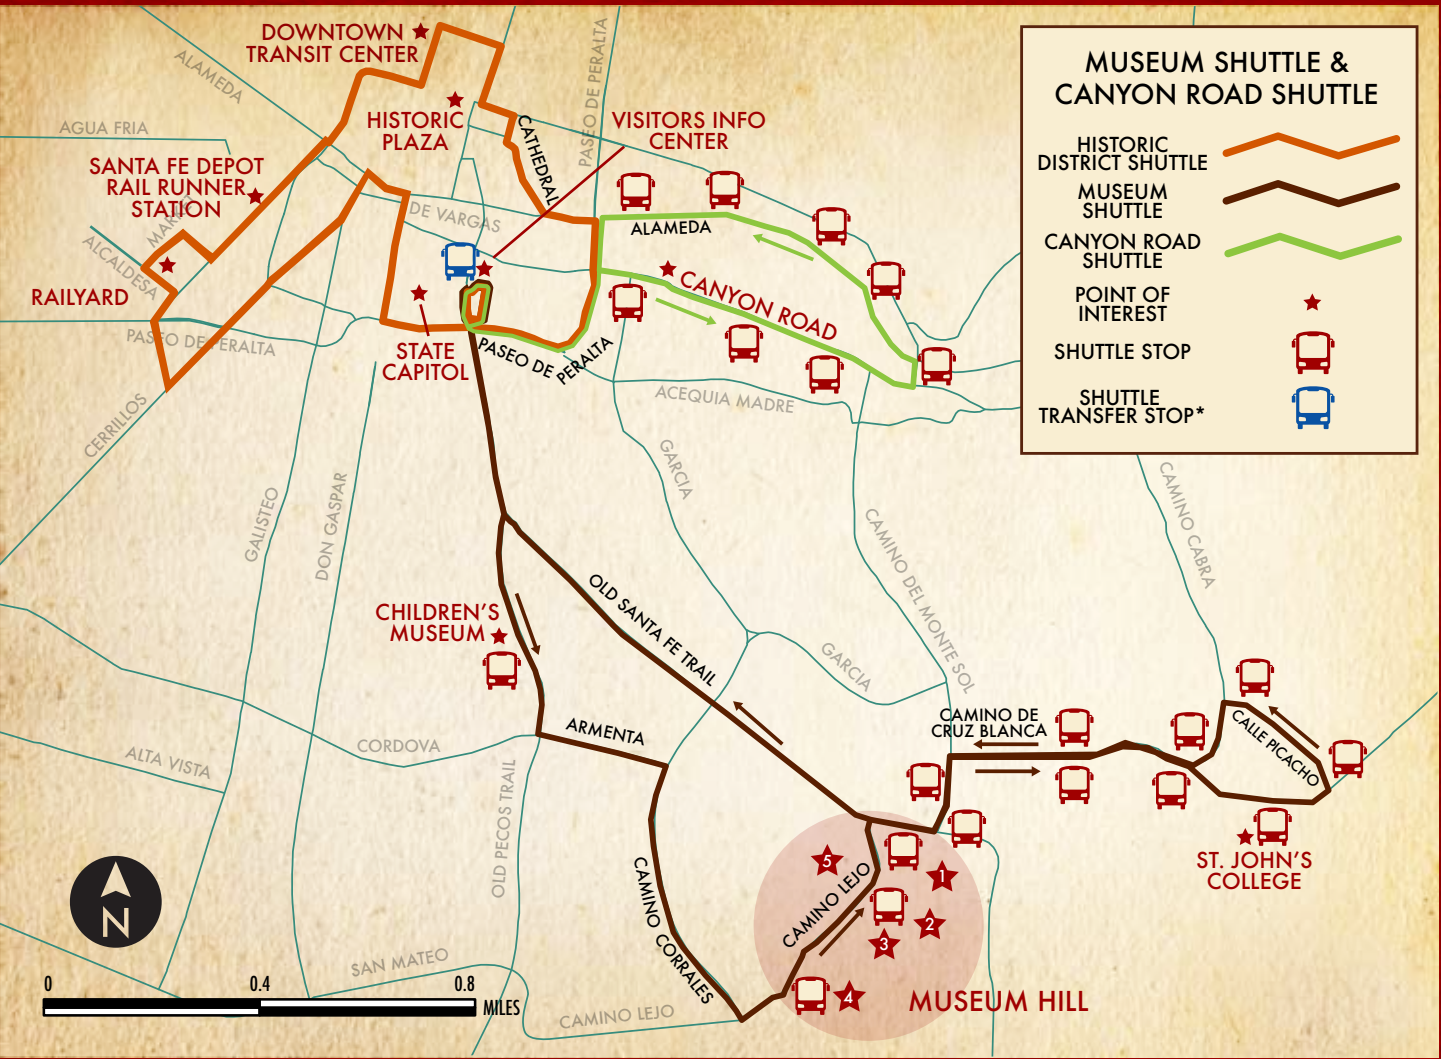 DOWNTOWN
TRANSIT CENTER
ALAMEDA
PASEO DE PERALTA
AGUA FRIA
HISTORIC
PLAZA
CATHEDRAL
VISITORS INFO
CENTER
SANTA FE DEPOT
RAIL RUNNER
STATION
MARKET
ALCALDESA
RAILYARD
DE VARGAS
ALAMEDA
CANYON ROAD
PASEO DE PERALTA
STATE
CAPITOL
PASEO DE PERALTA
ACEQUIA MADRE
CERRILLOS
GALISTEO
DON GASPAR
GARCIA
CAMINO DEL MONTE SOL
CAMINO CABRA
MUSEUM SHUTTLE &
CANYON ROAD SHUTTLE
HISTORIC
DISTRICT SHUTTLE
MUSEUM
SHUTTLE
CANYON ROAD
SHUTTLE
POINT OF
INTEREST
SHUTTLE STOP
SHUTTLE
TRANSFER STOP*
CHILDREN'S
MUSEUM
OLD SANTA FE TRAIL
GARCIA
ARMENTA
CORDOVA
ALTA VISTA
OLD PECOS TRAIL
CAMINO DE
CRUZ BLANCA
CALLE PICACHO
ST. JOHN'S
COLLEGE
CAMINO CORRALES
CAMINO LEJO
5
1
2
3
4
MUSEUM HILL
SAN MATEO
CAMINO LEJO
N
0 0.4 0.8
MILES